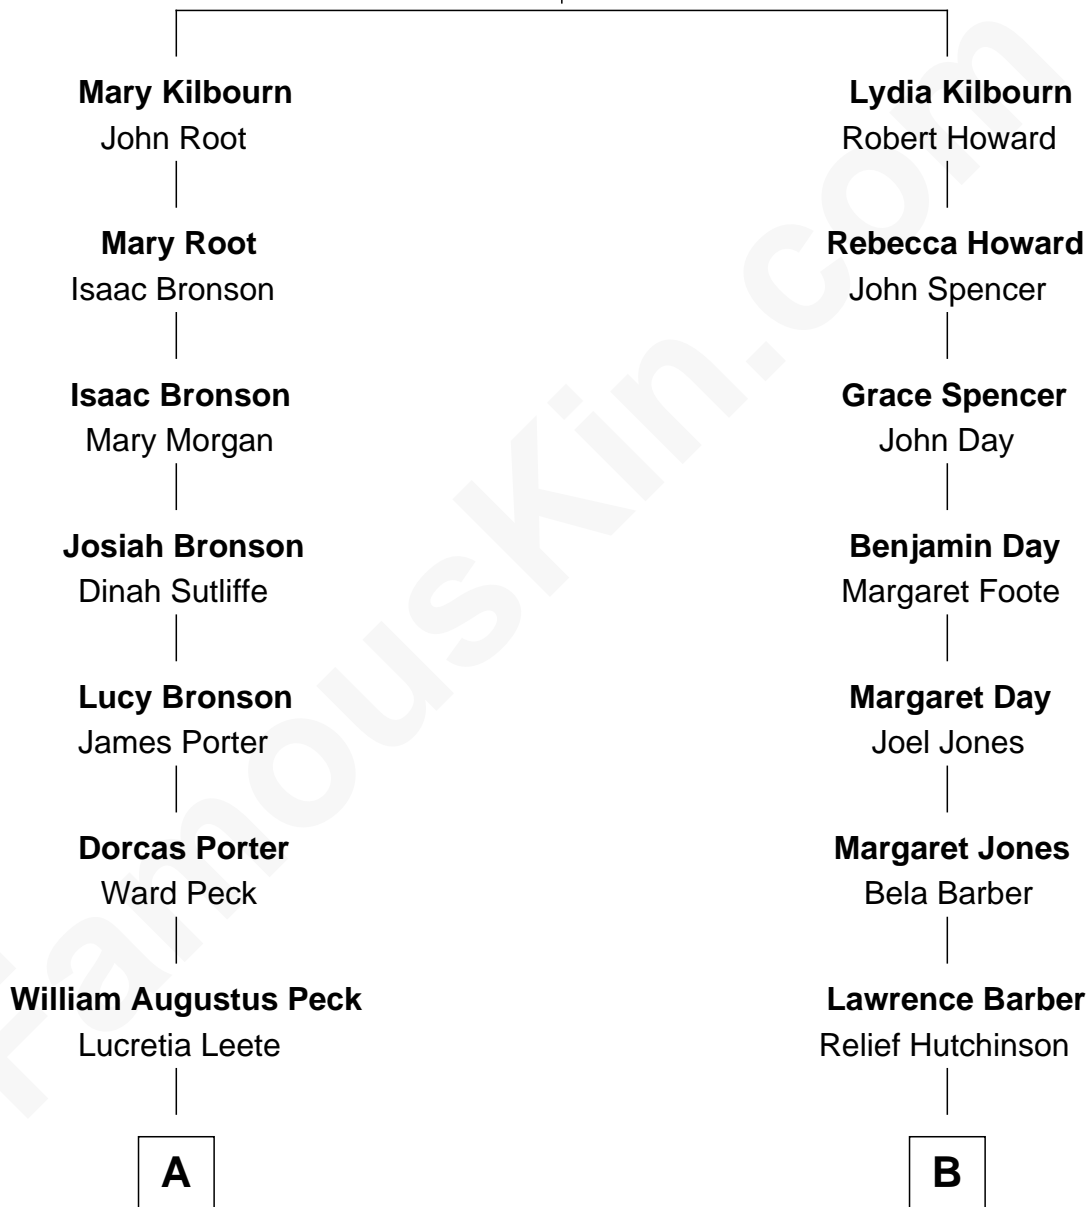 Mary Kilbourn
John Root
Mary Root
Isaac Bronson
Isaac Bronson
Mary Morgan
Josiah Bronson
Dinah Sutliffe
Lucy Bronson
James Porter
Dorcas Porter
Ward Peck
William Augustus Peck
Lucretia Leete
A
Lydia Kilbourn
Robert Howard
Rebecca Howard
John Spencer
Grace Spencer
John Day
Benjamin Day
Margaret Foote
Margaret Day
Joel Jones
Margaret Jones
Bela Barber
Lawrence Barber
Relief Hutchinson
B
FamousKin.com